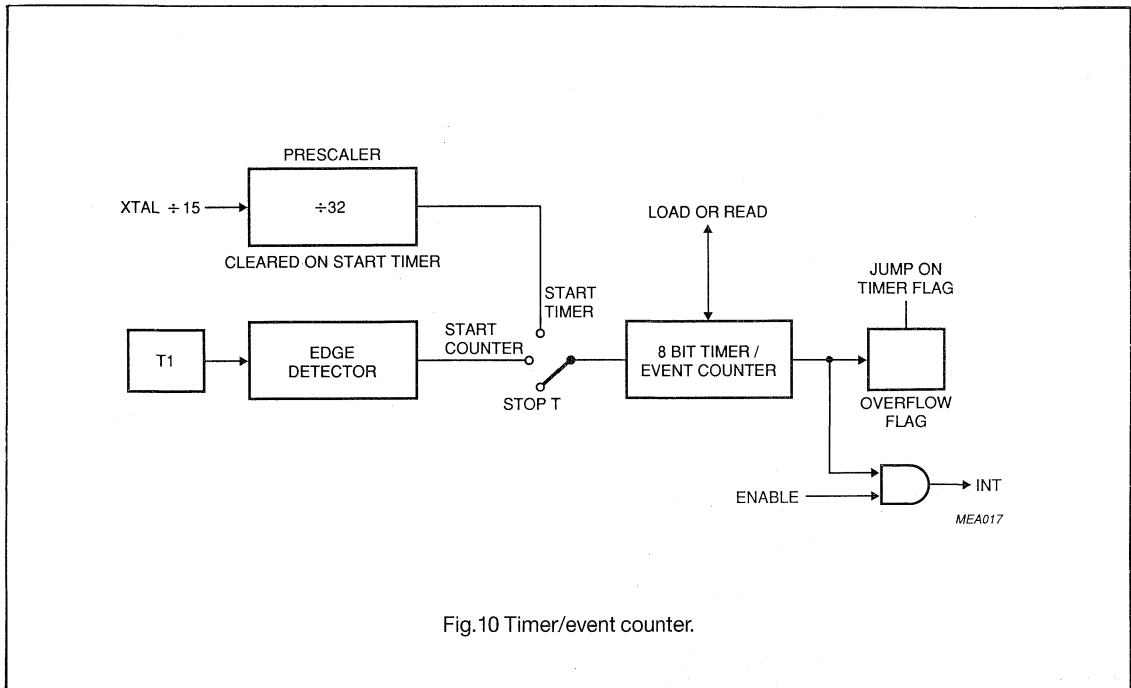 PRESCALER
XTAL ÷15
÷32
CLEARED ON START TIMER
LOAD OR READ
JUMP ON
TIMER FLAG
START
TIMER
START
COUNTER
T1
EDGE
DETECTOR
STOP T
8 BIT TIMER /
EVENT COUNTER
OVERFLOW
FLAG
ENABLE
INT
MEA017
Fig.10 Timer/event counter.